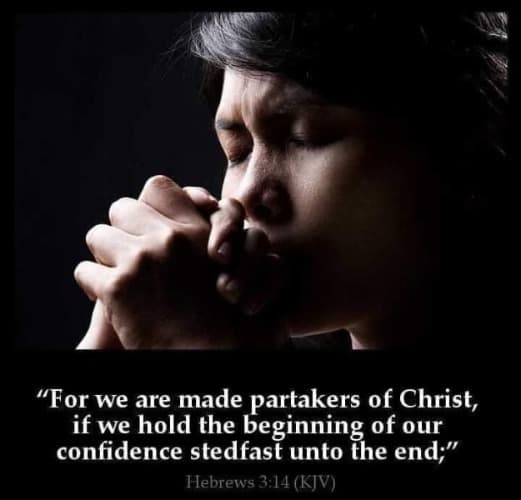 “For we are made partakers of Christ,
if we hold the beginning of our
confidence stedfast unto the end;”
Hebrews 3:14 (KJV)